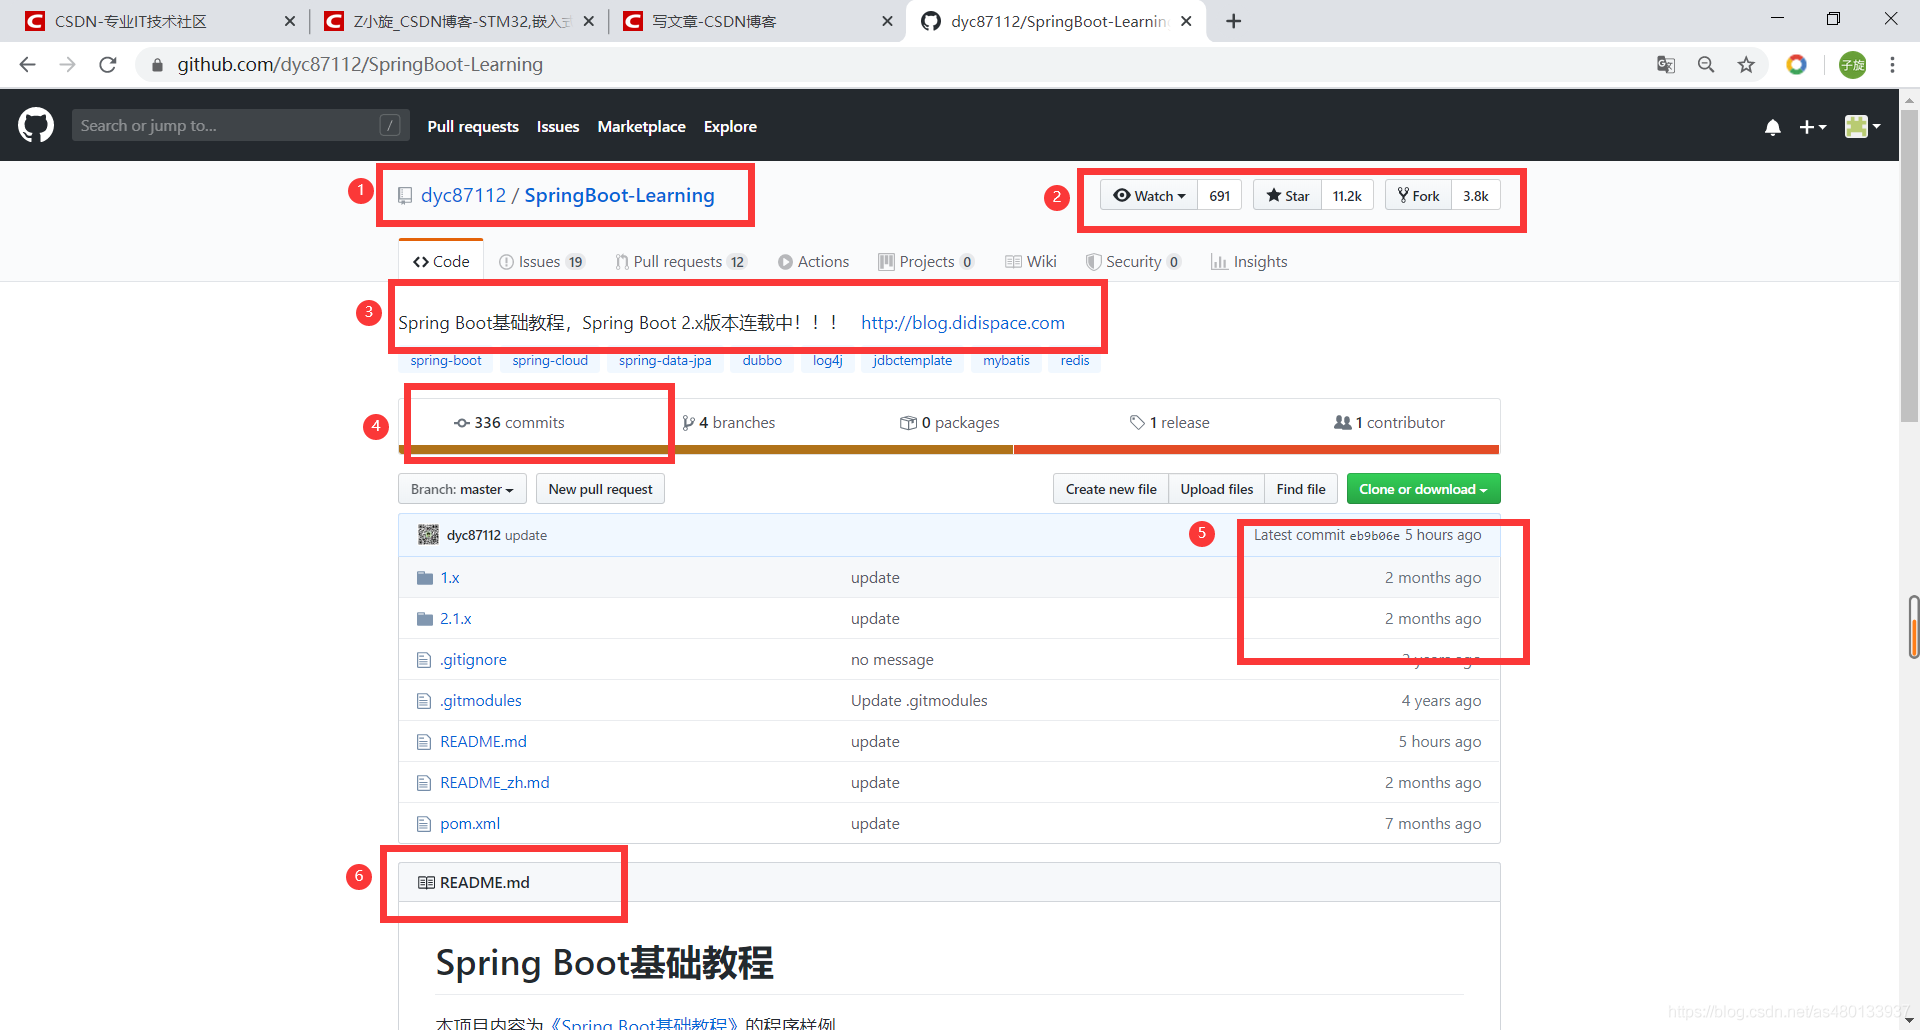 CSDN-专业IT技术社区
Z小旋_CSDN博客-STM32,嵌入式
写文章-CSDN博客
dyc87112/SpringBoot-Learning
github.com/dyc87112/SpringBoot-Learning
子旋
Search or jump to...
/
Pull requests Issues Marketplace Explore
1
dyc87112 / SpringBoot-Learning
2
Watch 691 Star 11.2k Fork 3.8k
Code Issues 19 Pull requests 12 Actions Projects 0 Wiki Security 0 Insights
3
Spring Boot基础教程，Spring Boot 2.x版本连载中！！！ http://blog.didispace.com
spring-boot spring-cloud spring-data-jpa dubbo log4j jdbctemplate mybatis redis
4
336 commits 4 branches 0 packages 1 release 1 contributor
Branch: master New pull request Create new file Upload files Find file Clone or download
5
dyc87112 update Latest commit eb9b06e 5 hours ago
1.x update 2 months ago
2.1.x update 2 months ago
.gitignore no message 2 years ago
.gitmodules Update .gitmodules 4 years ago
README.md update 5 hours ago
README_zh.md update 2 months ago
pom.xml update 7 months ago
6
README.md
Spring Boot基础教程
本项目内容为《Spring Boot基础教程》的程序样例
https://blog.csdn.net/as480133937